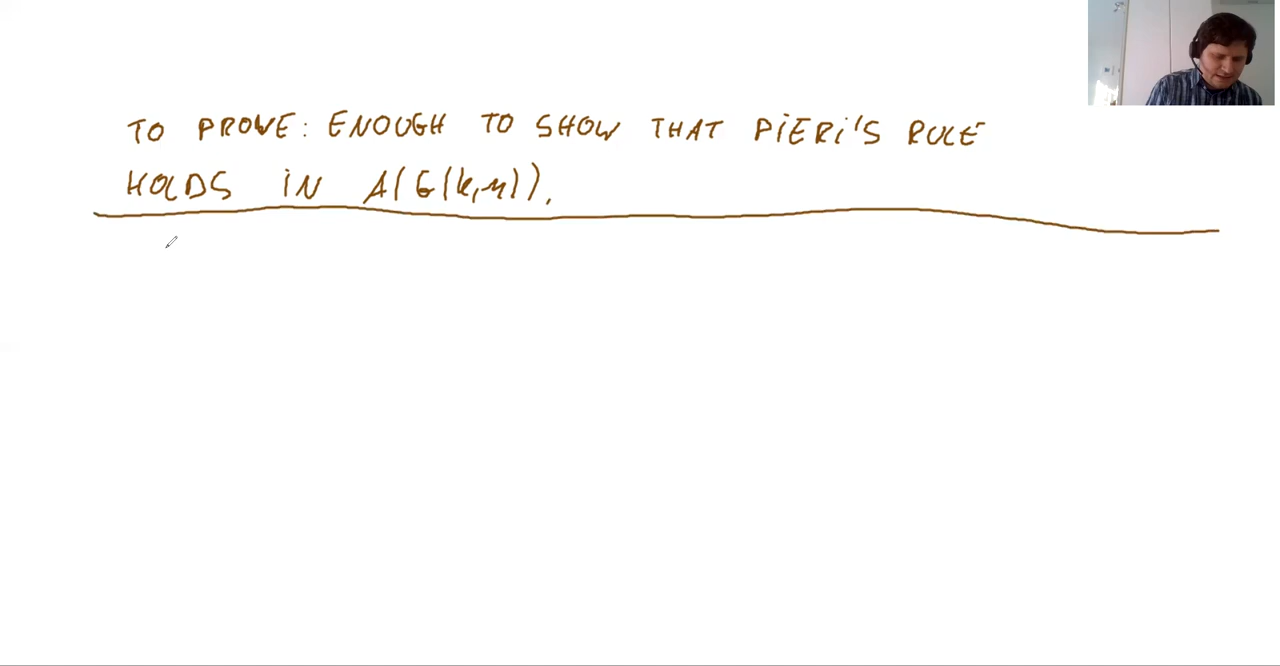 TO PROVE: ENOUGH TO SHOW THAT PIERI'S RULE
HOLDS IN A(G(k,n)).